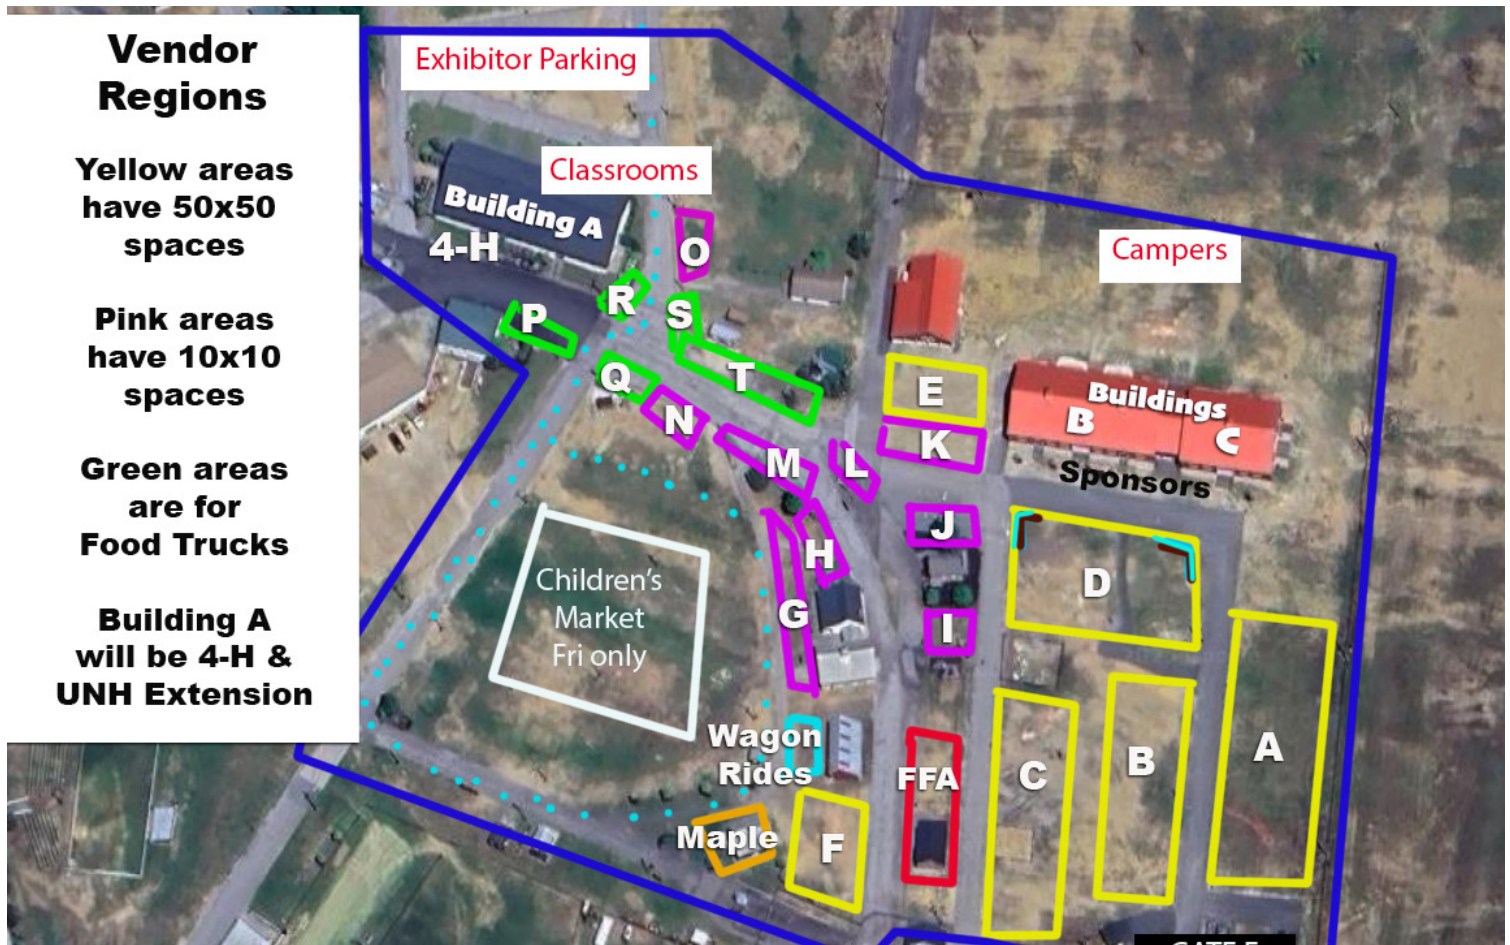 Vendor
Regions
Yellow areas
have 50x50
spaces
Pink areas
have 10x10
spaces
Green areas
are for
Food Trucks
Building A
will be 4-H &
UNH Extension
Exhibitor Parking
Classrooms
Building A
4-H
Campers
O
R
S
P
Q
T
N
M
L
E
K
Buildings
B
C
Sponsors
J
H
D
G
I
Children's
Market
Fri only
Wagon
Rides
FFA
C
B
A
Maple
F
GATE 5